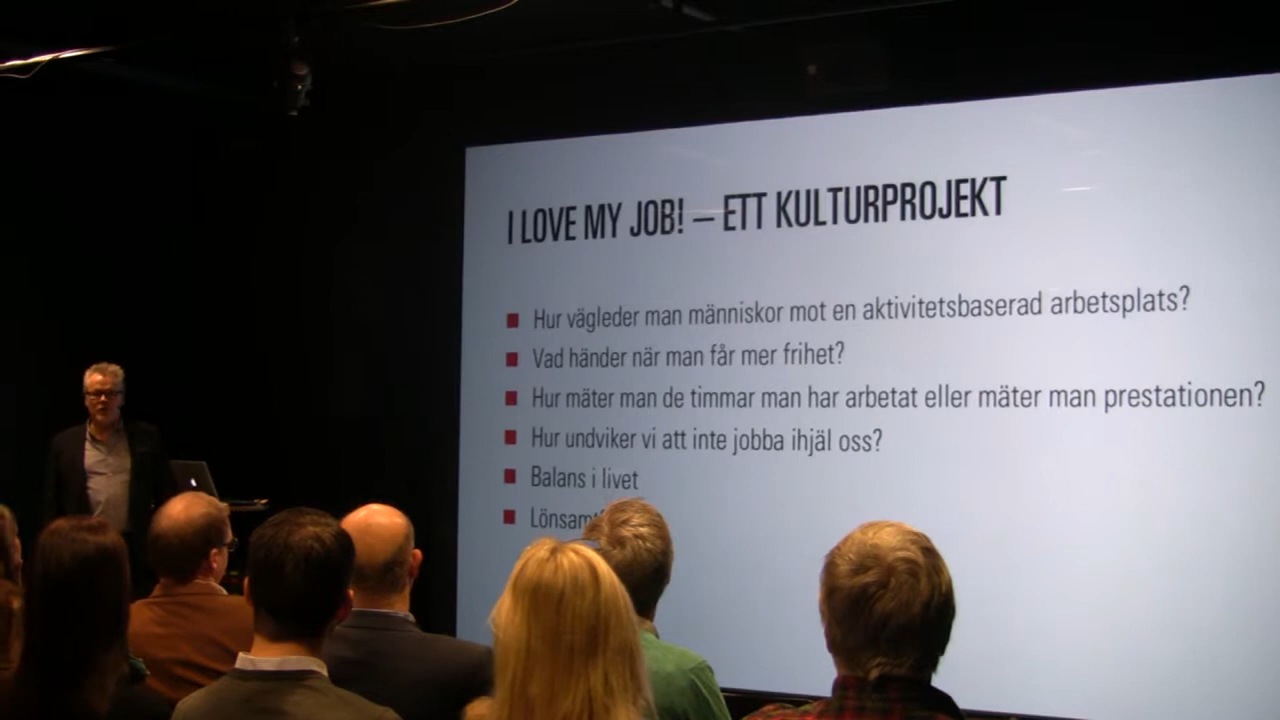 I LOVE MY JOB! – ETT KULTURPROJEKT
Hur vägleder man människor mot en aktivitetsbaserad arbetsplats?
Vad händer när man får mer frihet?
Hur mäter man de timmar man har arbetat eller mäter man prestationen?
Hur undviker vi att inte jobba ihjäl oss?
Balans i livet